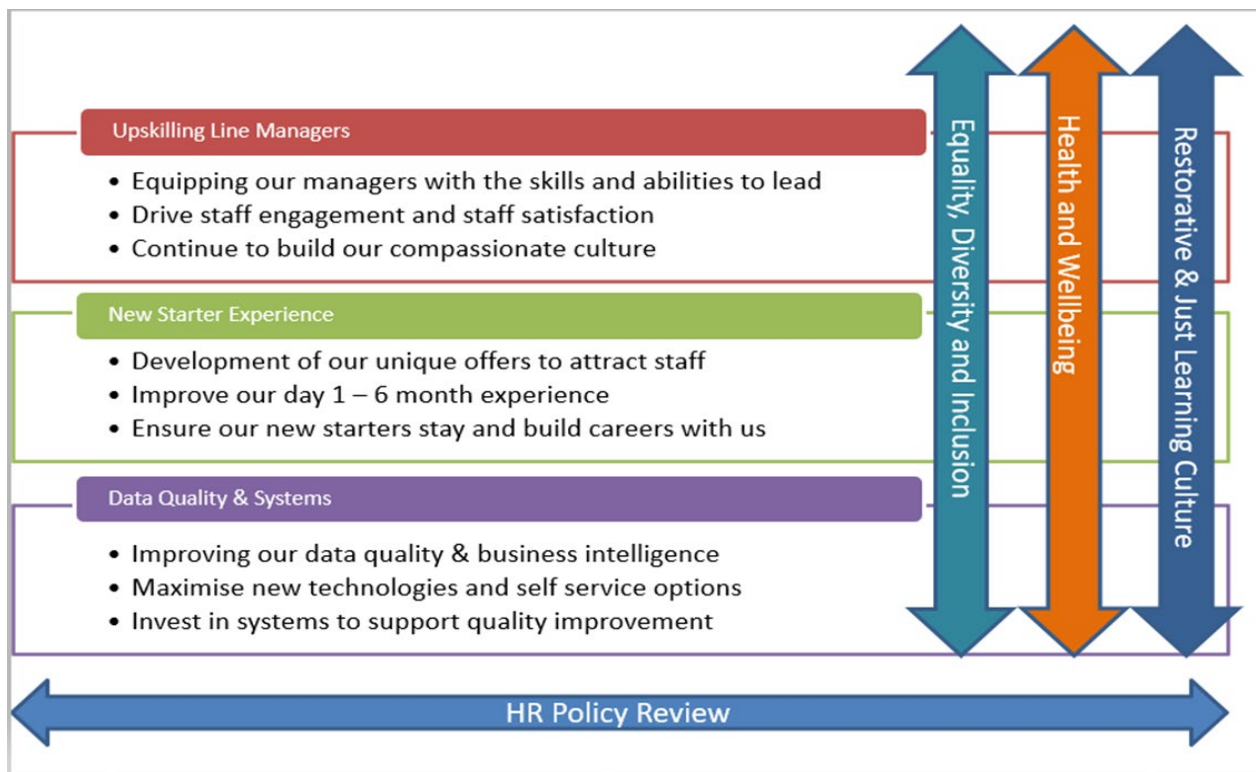 Upskilling Line Managers
• Equipping our managers with the skills and abilities to lead
• Drive staff engagement and staff satisfaction
• Continue to build our compassionate culture
New Starter Experience
• Development of our unique offers to attract staff
• Improve our day 1 – 6 month experience
• Ensure our new starters stay and build careers with us
Data Quality & Systems
• Improving our data quality & business intelligence
• Maximise new technologies and self service options
• Invest in systems to support quality improvement
Equality, Diversity and Inclusion
Health and Wellbeing
Restorative & Just Learning Culture
HR Policy Review